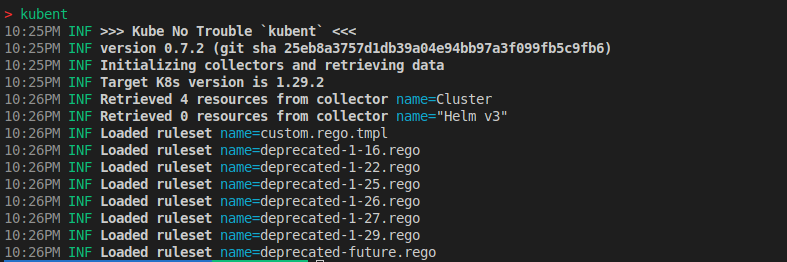 > kubent
10:25PM INF >>> Kube No Trouble `kubent` <<<
10:25PM INF version 0.7.2 (git sha 25eb8a3757d1db39a04e94bb97a3f099fb5c9fb6)
10:25PM INF Initializing collectors and retrieving data
10:25PM INF Target K8s version is 1.29.2
10:26PM INF Retrieved 4 resources from collector name=Cluster
10:26PM INF Retrieved 0 resources from collector name="Helm v3"
10:26PM INF Loaded ruleset name=custom.rego.tmpl
10:26PM INF Loaded ruleset name=deprecated-1-16.rego
10:26PM INF Loaded ruleset name=deprecated-1-22.rego
10:26PM INF Loaded ruleset name=deprecated-1-25.rego
10:26PM INF Loaded ruleset name=deprecated-1-26.rego
10:26PM INF Loaded ruleset name=deprecated-1-27.rego
10:26PM INF Loaded ruleset name=deprecated-1-29.rego
10:26PM INF Loaded ruleset name=deprecated-future.rego